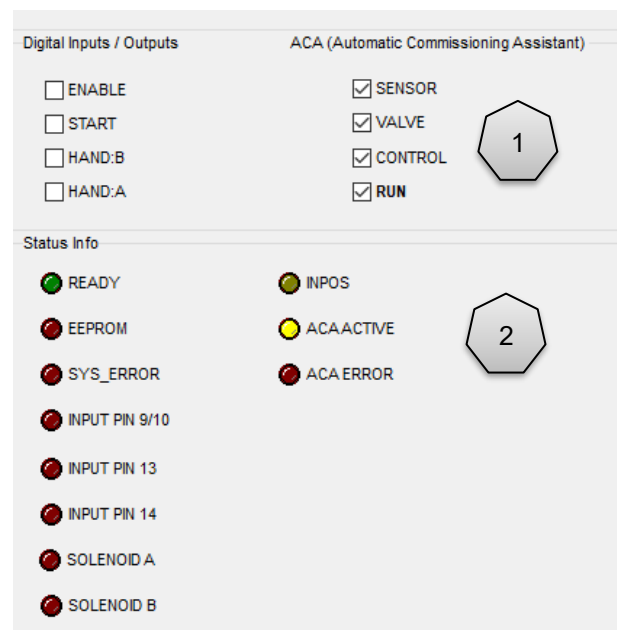 Digital Inputs / Outputs
ENABLE
START
HAND:B
HAND:A
ACA (Automatic Commissioning Assistant)
SENSOR
VALVE
CONTROL
RUN
1
Status Info
READY
EEPROM
SYS_ERROR
INPUT PIN 9/10
INPUT PIN 13
INPUT PIN 14
SOLENOID A
SOLENOID B
INPOS
ACA ACTIVE
ACA ERROR
2